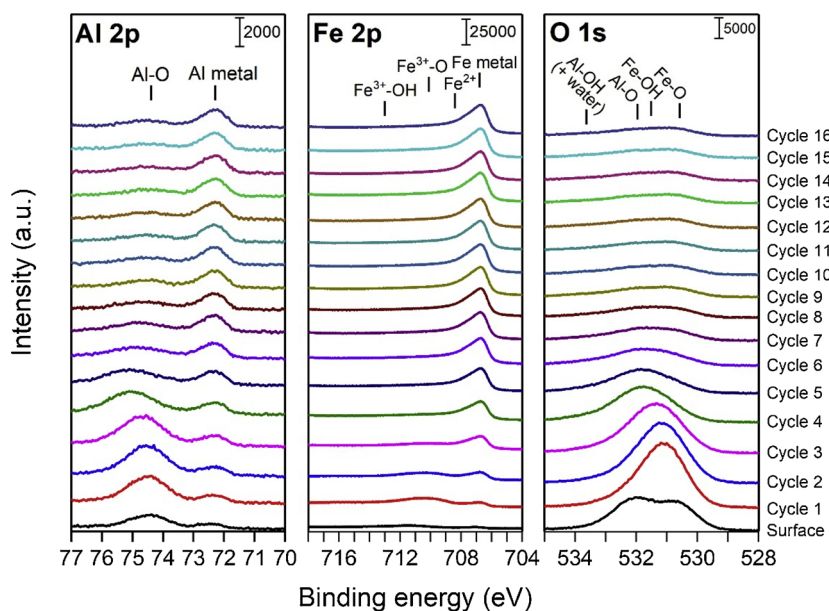 Al 2p
2000
Al-O
Al metal
Fe 2p
25000
Fe³⁺-O
Fe metal
Fe³⁺-OH
Fe²⁺
O 1s
5000
Al-OH
(+ water)
Al-O
Fe-OH
Fe-O
Cycle 16
Cycle 15
Cycle 14
Cycle 13
Cycle 12
Cycle 11
Cycle 10
Cycle 9
Cycle 8
Cycle 7
Cycle 6
Cycle 5
Cycle 4
Cycle 3
Cycle 2
Cycle 1
Surface
Intensity (a.u.)
77 76 75 74 73 72 71 70
716 712 708 704
534 532 530 528
Binding energy (eV)